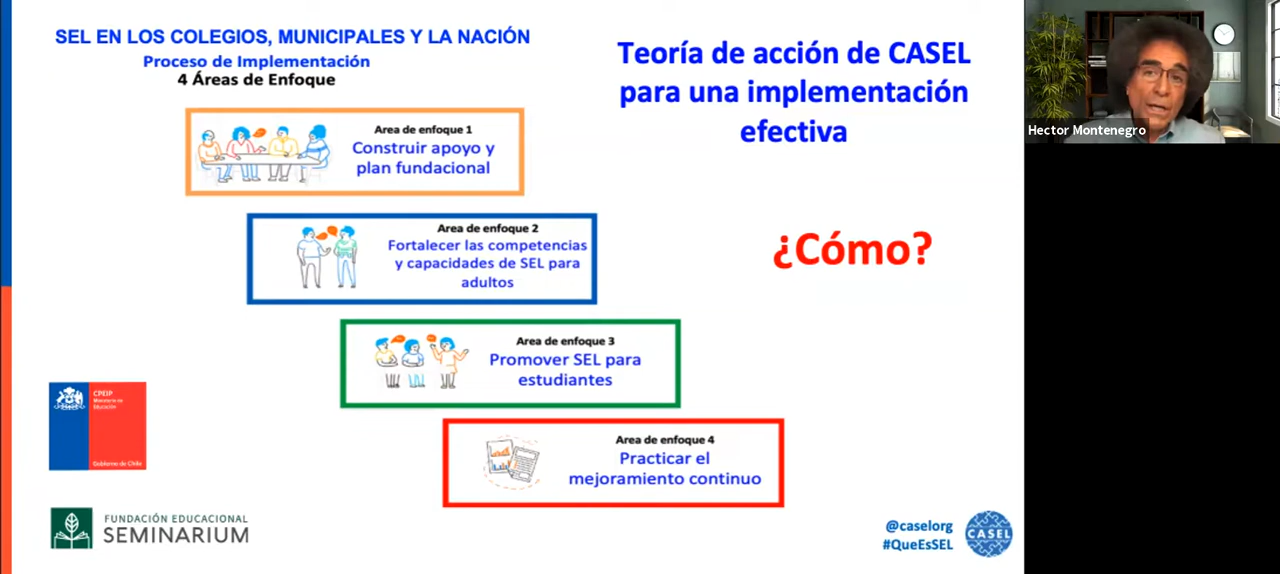 SEL EN LOS COLEGIOS, MUNICIPALES Y LA NACIÓN
Proceso de Implementación
4 Áreas de Enfoque
Teoría de acción de CASEL
para una implementación
efectiva
¿Cómo?
Area de enfoque 1
Construir apoyo y
plan fundacional
Area de enfoque 2
Fortalecer las competencias
y capacidades de SEL para
adultos
Area de enfoque 3
Promover SEL para
estudiantes
Area de enfoque 4
Practicar el
mejoramiento continuo
CPEIP
Ministerio de
Educación
Gobierno de Chile
FUNDACIÓN EDUCACIONAL
SEMINARIUM
@caselorg
#QueEsSEL
CASEL
Hector Montenegro